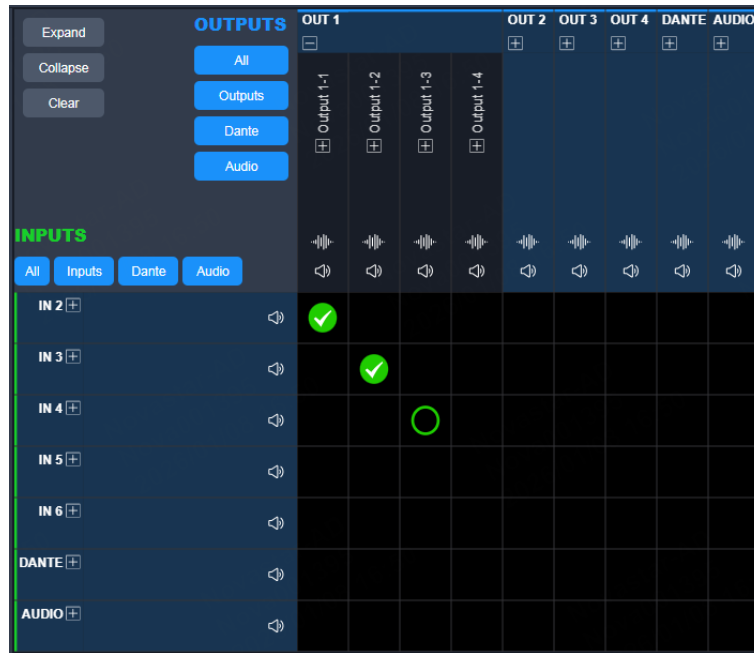 Expand
Collapse
Clear
OUTPUTS
All
Outputs
Dante
Audio
OUT 1
OUT 2
OUT 3
OUT 4
DANTE
AUDIO
Output 1-1
Output 1-2
Output 1-3
Output 1-4
INPUTS
All
Inputs
Dante
Audio
IN 2
IN 3
IN 4
IN 5
IN 6
DANTE
AUDIO